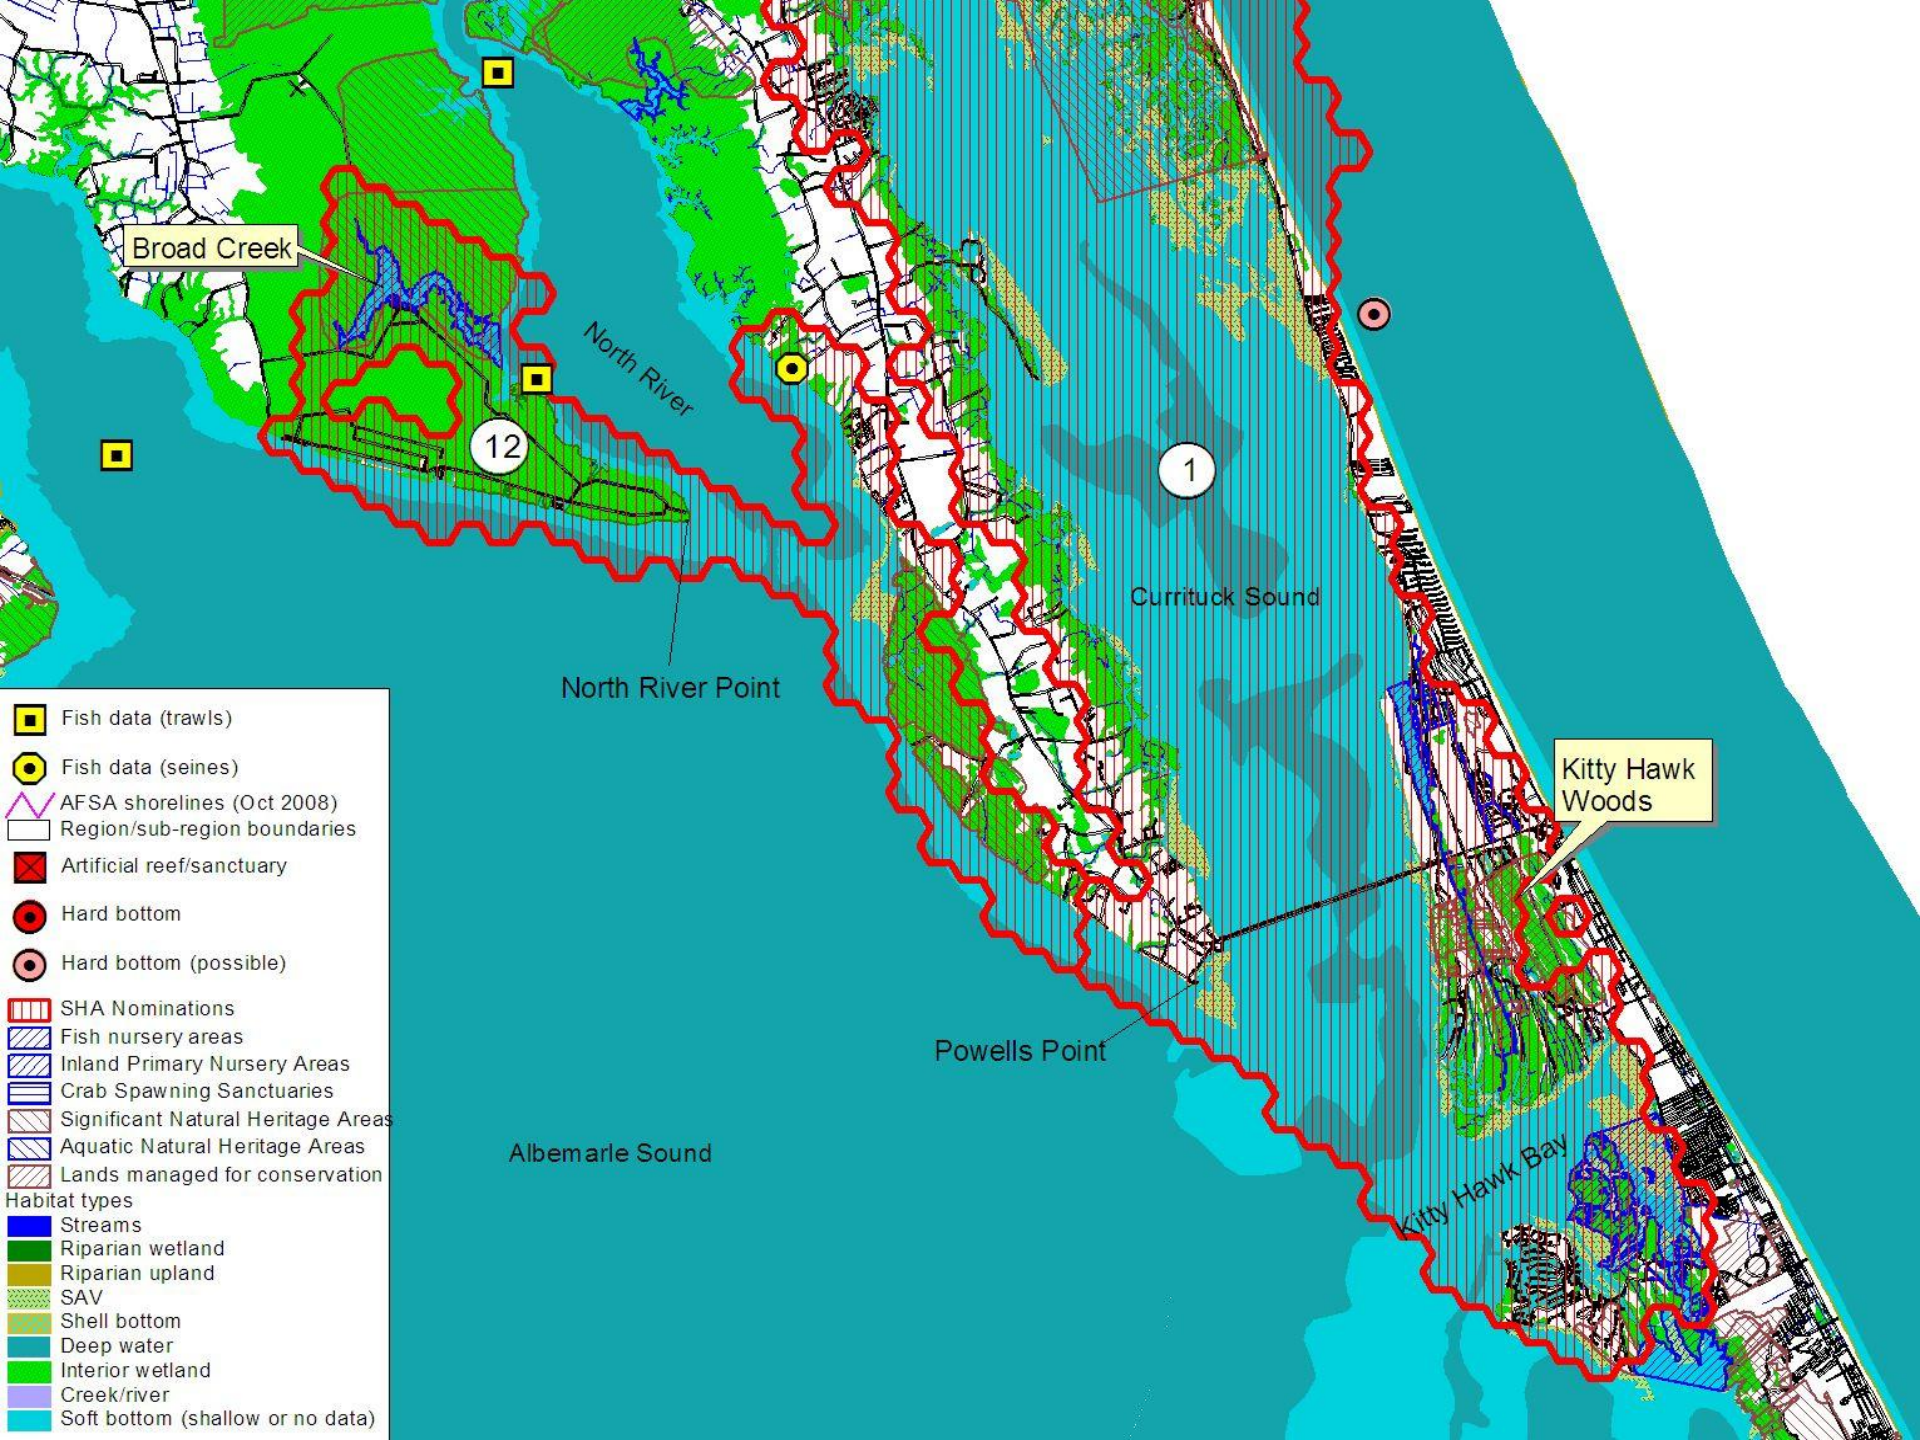 Broad Creek
North River
12
1
Currituck Sound
North River Point
Kitty Hawk
Woods
Powells Point
Albemarle Sound
Kitty Hawk Bay
Fish data (trawls)
Fish data (seines)
AFSA shorelines (Oct 2008)
Region/sub-region boundaries
Artificial reef/sanctuary
Hard bottom
Hard bottom (possible)
SHA Nominations
Fish nursery areas
Inland Primary Nursery Areas
Crab Spawning Sanctuaries
Significant Natural Heritage Areas
Aquatic Natural Heritage Areas
Lands managed for conservation
Habitat types
Streams
Riparian wetland
Riparian upland
SAV
Shell bottom
Deep water
Interior wetland
Creek/river
Soft bottom (shallow or no data)